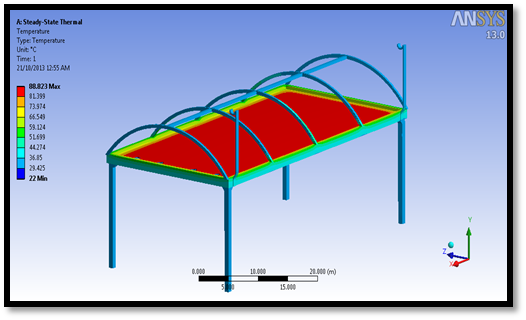 A: Steady-State Thermal
Temperature
Type: Temperature
Unit: °C
Time: 1
21/10/2013 12:55 AM
88.823 Max
81.399
73.974
66.549
59.124
51.699
44.274
36.85
29.425
22 Min
ANSYS
13.0
Y
Z
X
0.000 10.000 20.000 (m)
5.000 15.000